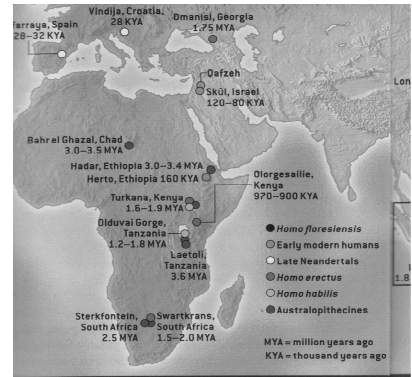 Vindija, Croatia,
28 KYA
farraya, Spain
28–32 KYA
Dmanisi, Georgia
1.75 MYA
Qafzeh
Skūl, Israel
120–80 KYA
Lon
Bahr el Ghazal, Chad
3.0–3.5 MYA
Hadar, Ethiopia 3.0–3.4 MYA
Herto, Ethiopia 160 KYA
Olorgesailie,
Kenya
970–900 KYA
Turkana, Kenya
1.6–1.9 MYA
Olduvai Gorge,
Tanzania
1.2–1.8 MYA
Laetoli,
Tanzania
3.6 MYA
Homo floresiensis
Early modern humans
Late Neandertals
Homo erectus
Homo habilis
Australopithecines
1.8
Sterkfontein,
South Africa
2.5 MYA
Swartkrans,
South Africa
1.5–2.0 MYA
MYA = million years ago
KYA = thousand years ago